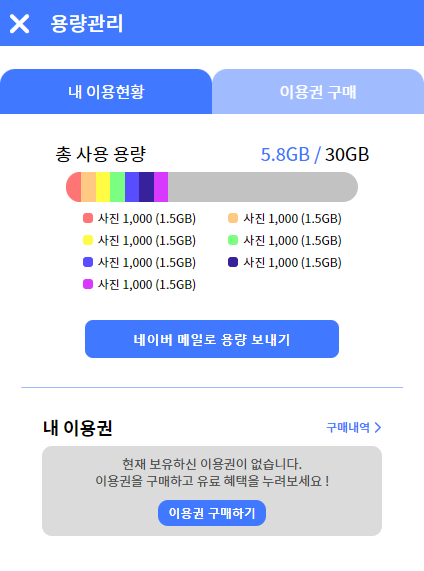 용량관리
내 이용현황
이용권 구매
총 사용 용량
5.8GB / 30GB
사진 1,000 (1.5GB)
사진 1,000 (1.5GB)
사진 1,000 (1.5GB)
사진 1,000 (1.5GB)
사진 1,000 (1.5GB)
사진 1,000 (1.5GB)
사진 1,000 (1.5GB)
네이버 메일로 용량 보내기
내 이용권
구매내역
현재 보유하신 이용권이 없습니다.
이용권을 구매하고 유료 혜택을 누려보세요 !
이용권 구매하기